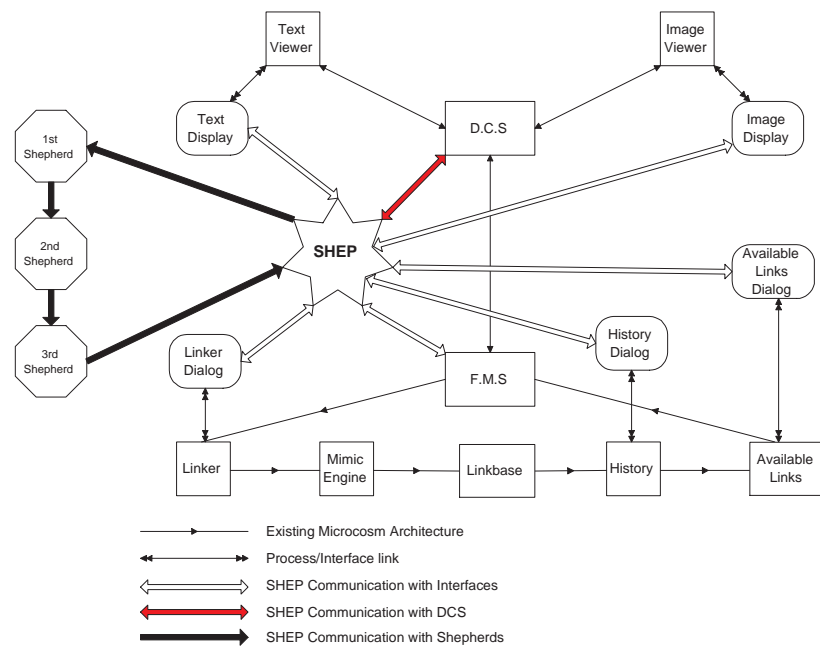 Text
Viewer
Image
Viewer
Text
Display
D.C.S
Image
Display
1st
Shepherd
2nd
Shepherd
3rd
Shepherd
SHEP
Available
Links
Dialog
Linker
Dialog
History
Dialog
F.M.S
Linker
Mimic
Engine
Linkbase
History
Available
Links
Existing Microcosm Architecture
Process/Interface link
SHEP Communication with Interfaces
SHEP Communication with DCS
SHEP Communication with Shepherds